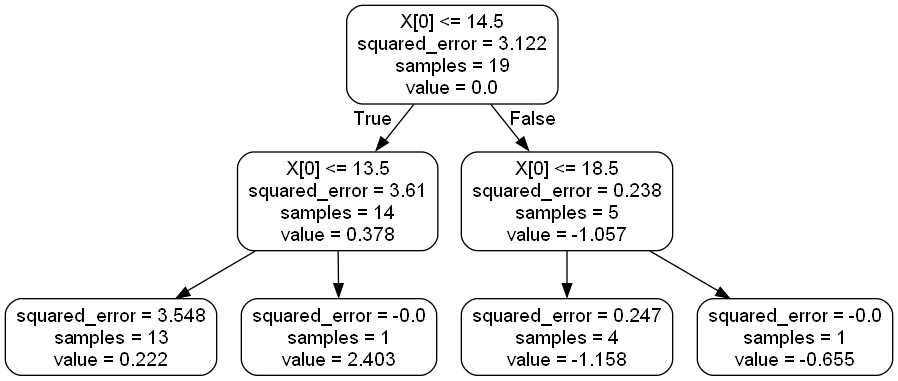 X[0] <= 14.5
squared_error = 3.122
samples = 19
value = 0.0
True
False
X[0] <= 13.5
squared_error = 3.61
samples = 14
value = 0.378
X[0] <= 18.5
squared_error = 0.238
samples = 5
value = -1.057
squared_error = 3.548
samples = 13
value = 0.222
squared_error = -0.0
samples = 1
value = 2.403
squared_error = 0.247
samples = 4
value = -1.158
squared_error = -0.0
samples = 1
value = -0.655